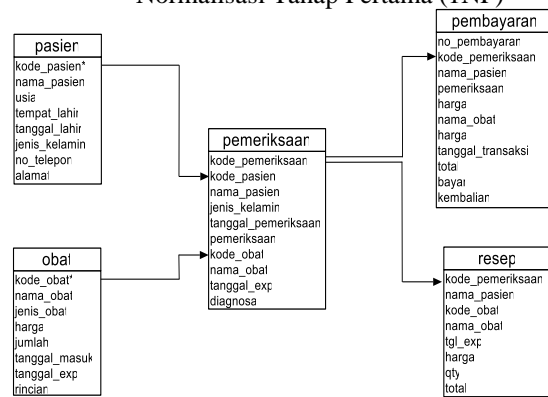 Normalisasi Tahap Pertama (1NF)
pasien
kode_pasien*
nama_pasien
usia
tempat_lahir
tanggal_lahir
jenis_kelamin
no_telepon
alamat
obat
kode_obat*
nama_obat
jenis_obat
harga
jumlah
tanggal_masuk
tanggal_exp
rincian
pemeriksaan
kode_pemeriksaan
kode_pasien
nama_pasien
jenis_kelamin
tanggal_pemeriksaan
pemeriksaan
kode_obat
nama_obat
tanggal_exp
diagnosa
pembayaran
no_pembayaran
kode_pemeriksaan
nama_pasien
pemeriksaan
harga
nama_obat
harga
tanggal_transaksi
total
bayar
kembalian
resep
kode_pemeriksaan
nama_pasien
kode_obat
nama_obat
tgl_exp
harga
qty
total